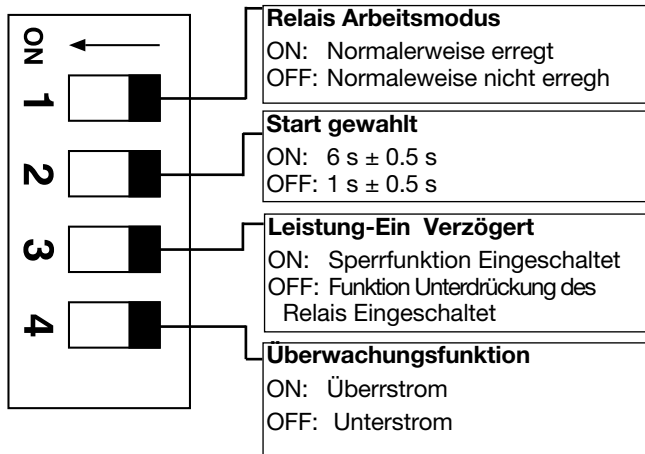 ON
1
2
3
4
Relais Arbeitsmodus
ON: Normalerweise erregt
OFF: Normaleweise nicht erregh
Start gewahlt
ON: 6 s ± 0.5 s
OFF: 1 s ± 0.5 s
Leistung-Ein Verzögert
ON: Sperrfunktion Eingeschaltet
OFF: Funktion Unterdrückung des
Relais Eingeschaltet
Überwachungsfunktion
ON: Überrstrom
OFF: Unterstrom